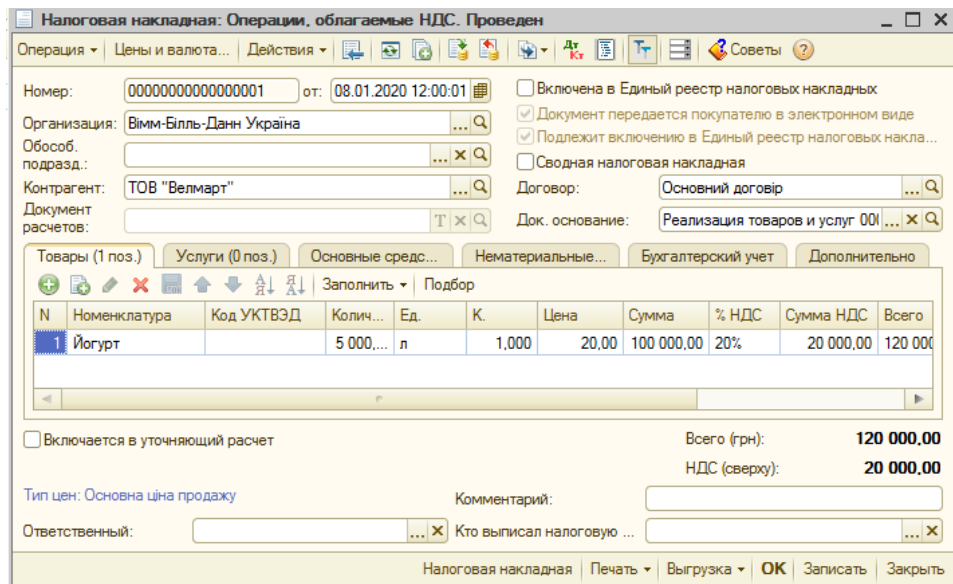 Налоговая накладная: Операции, облагаемые НДС. Проведен
Операция Цены и валюта... Действия Дт Кт Советы
Номер: 00000000000000001 от: 08.01.2020 12:00:01 Включена в Единый реестр налоговых накладных
Документ передается покупателю в электронном виде
Организация: Вімм-Білль-Данн Україна ... Подлежит включению в Единый реестр налоговых накла...
Обособ. подразд.: ... Сводная налоговая накладная
Контрагент: ТОВ "Велмарт" ... Договор: Основний договір ...
Документ расчетов: T Док. основание: Реализация товаров и услуг 00( ...
Товары (1 поз.) Услуги (0 поз.) Основные средс... Нематериальные... Бухгалтерский учет Дополнительно
Заполнить Подбор
N Номенклатура Код УКТВЭД Колич... Ед. К. Цена Сумма % НДС Сумма НДС Всего
1 Йогурт 5 000,... л 1,000 20,00 100 000,00 20% 20 000,00 120 000
Включается в уточняющий расчет Всего (грн): 120 000,00
НДС (сверху): 20 000,00
Тип цен: Основна ціна продажу Комментарий:
Ответственный: ... Кто выписал налоговую ... ...
Налоговая накладная Печать Выгрузка OK Записать Закрыть